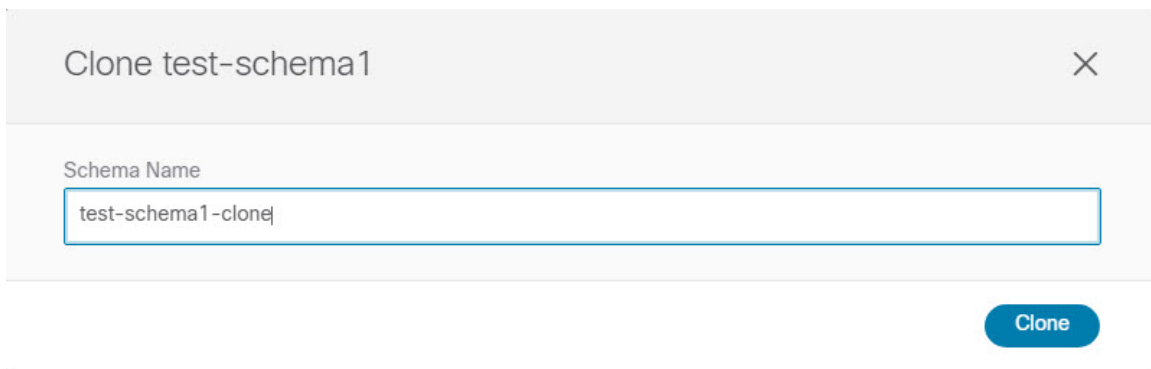 Clone test-schema1
Schema Name
test-schema1-clone
Clone